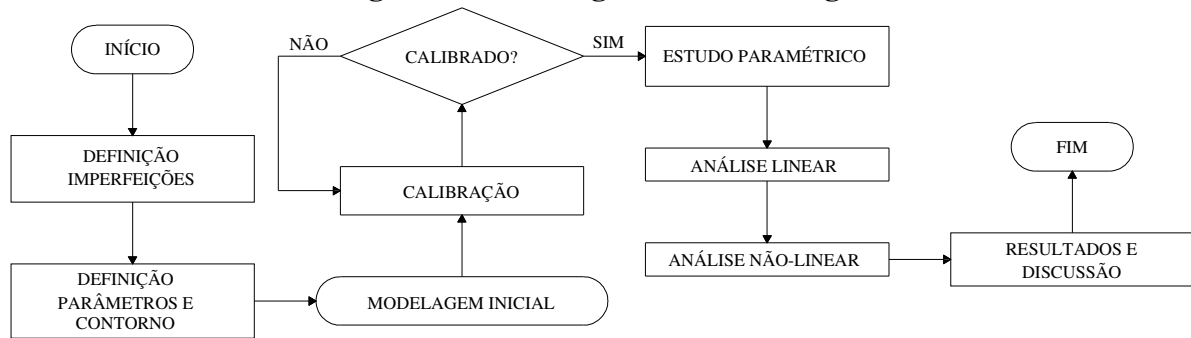 INÍCIO
DEFINIÇÃO
IMPERFEIÇÕES
DEFINIÇÃO
PARÂMETROS E
CONTORNO
MODELAGEM INICIAL
CALIBRAÇÃO
CALIBRADO?
NÃO
SIM
ESTUDO PARAMÉTRICO
ANÁLISE LINEAR
ANÁLISE NÃO-LINEAR
RESULTADOS E
DISCUSSÃO
FIM